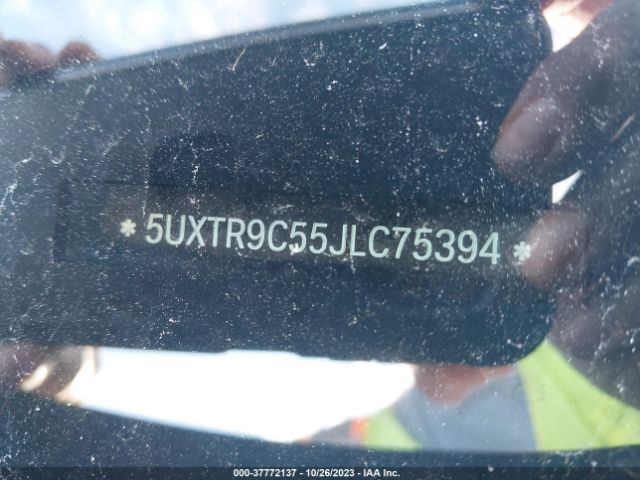 * 5UXTR9C55JLC75394 *
000-37772137 - 10/26/2023 - IAA Inc.